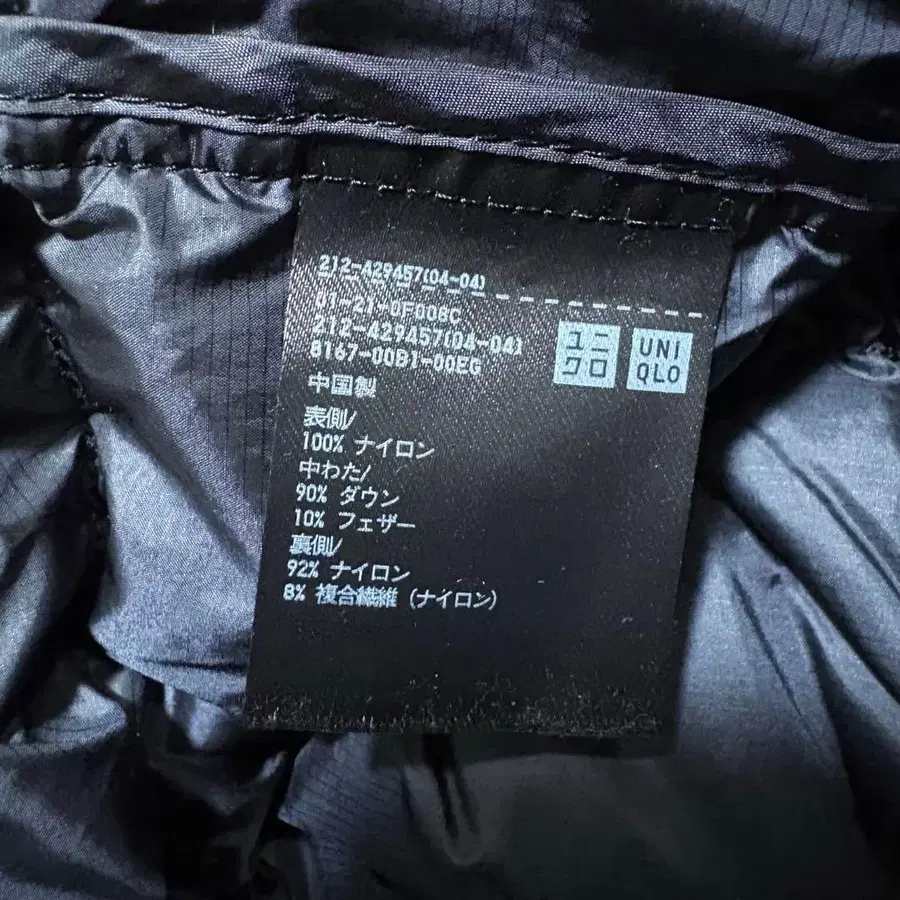 212-429457(04-04)
01-21-0F008C
212-429457(04-04)
8167-00B1-00EG
ユニ
クロ
UNI
QLO
中国製
表側/
100% ナイロン
中わた/
90% ダウン
10% フェザー
裏側/
92% ナイロン
8% 複合繊維 (ナイロン)